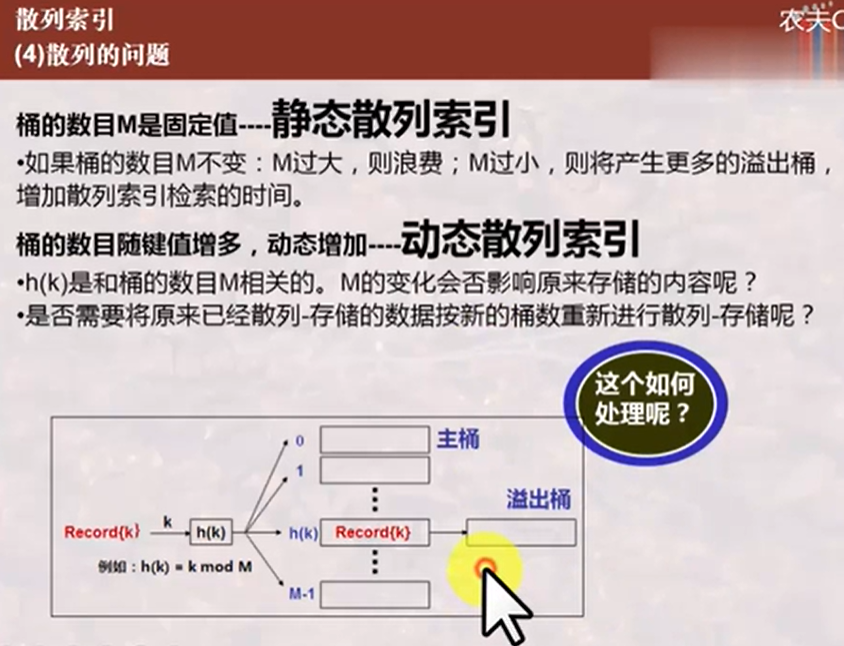 散列索引
农夫
(4)散列的问题
桶的数目M是固定值----静态散列索引
•如果桶的数目M不变：M过大，则浪费；M过小，则将产生更多的溢出桶，
增加散列索引检索的时间。
桶的数目随键值增多，动态增加----动态散列索引
•h(k)是和桶的数目M相关的。M的变化会否影响原来存储的内容呢？
•是否需要将原来已经散列-存储的数据按新的桶数重新进行散列-存储呢？
这个如何
处理呢？
0
主桶
1
溢出桶
Record{k}
k
h(k)
h(k)
Record{k}
例如：h(k) = k mod M
M-1